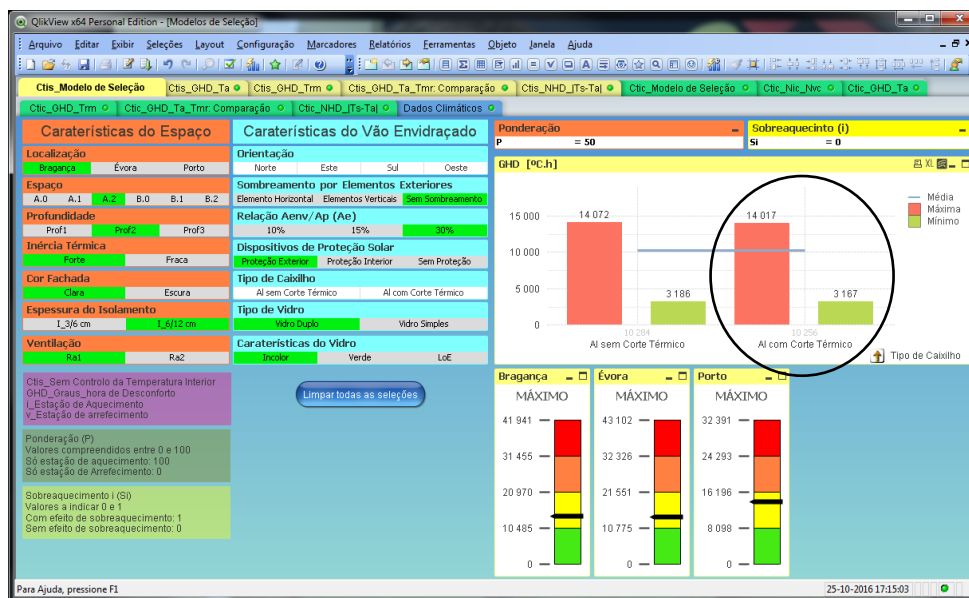 QlikView x64 Personal Edition - [Modelos de Seleção]
Arquivo Editar Exibir Seleções Layout Configuração Marcadores Relatórios Ferramentas Objeto Janela Ajuda
Ctis_Modelo de Seleção Ctis_GHD_Ta Ctis_GHD_Trm Ctis_GHD_Ta_Tmr: Comparação Ctis_NHD_|Ts-Ta| Ctic_Modelo de Seleção Ctic_Nic_Nvc Ctic_GHD_Ta
Ctic_GHD_Trm Ctic_GHD_Ta_Tmr: Comparação Ctic_NHD_|Ts-Ta| Dados Climáticos
Caraterísticas do Espaço
Localização
Bragança Évora Porto
Espaço
A.0 A.1 A.2 B.0 B.1 B.2
Profundidade
Prof1 Prof2 Prof3
Inércia Térmica
Forte Fraca
Cor Fachada
Clara Escura
Espessura do Isolamento
I_3/6 cm I_6/12 cm
Ventilação
Ra1 Ra2
Caraterísticas do Vão Envidraçado
Orientação
Norte Este Sul Oeste
Sombreamento por Elementos Exteriores
Elemento Horizontal Elementos Verticais Sem Sombreamento
Relação Aenv/Ap (Ae)
10% 15% 30%
Dispositivos de Proteção Solar
Proteção Exterior Proteção Interior Sem Proteção
Tipo de Caixilho
Al sem Corte Térmico Al com Corte Térmico
Tipo de Vidro
Vidro Duplo Vidro Simples
Caraterísticas do Vidro
Incolor Verde LoE
Ctis_Sem Controlo da Temperatura Interior
GHD_Graus_hora de Desconforto
i_Estação de Aquecimento
v_Estação de arrefecimento
Ponderação (P)
Valores compreendidos entre 0 e 100
Só estação de aquecimento: 100
Só estação de Arrefecimento: 0
Sobreaquecimento i (Si)
Valores a indicar 0 e 1
Com efeito de sobreaquecimento: 1
Sem efeito de sobreaquecimento: 0
Limpar todas as seleções
Ponderação
P = 50
Sobreaquecinto (i)
Si = 0
GHD [ºC.h]
XL
Média
Máxima
Mínimo
15 000
10 000
5 000
0
14 072
3 186
14 017
3 167
10 284
10 256
Al sem Corte Térmico
Al com Corte Térmico
Tipo de Caixilho
Bragança
MÁXIMO
41 941
31 455
20 970
10 485
0
Évora
MÁXIMO
43 102
32 326
21 551
10 775
0
Porto
MÁXIMO
32 391
24 293
16 196
8 098
0
Para Ajuda, pressione F1
25-10-2016 17:15:03